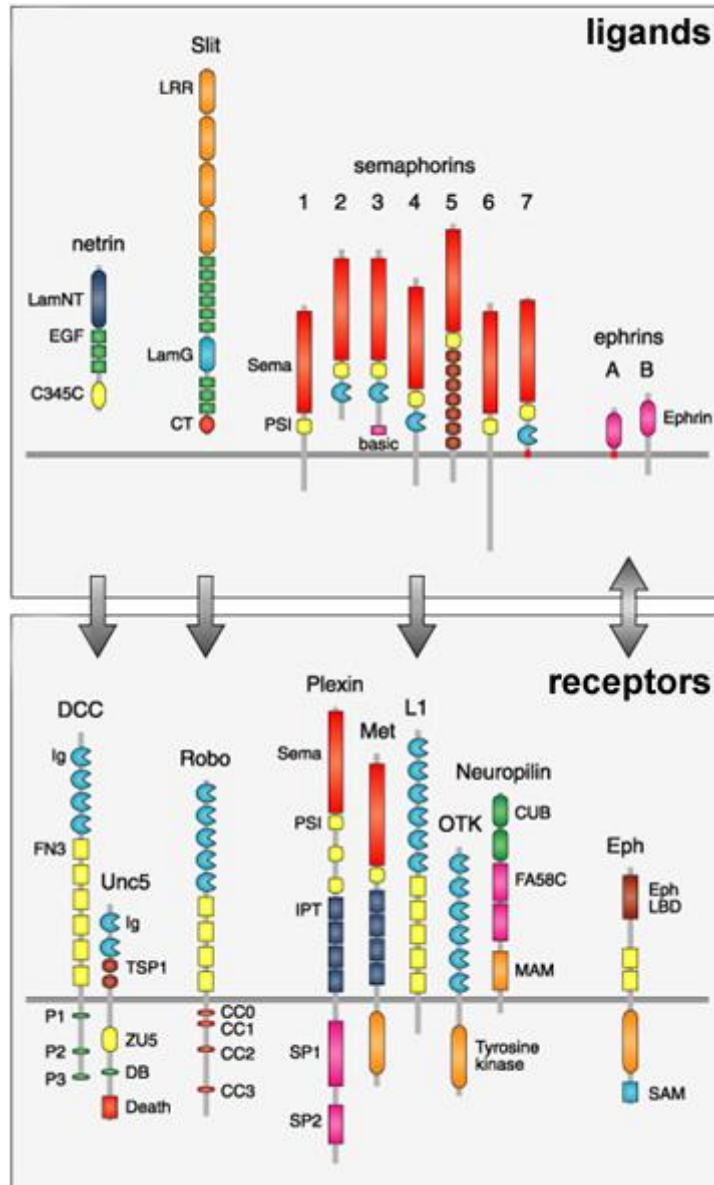 ligands
Slit
LRR
semaphorins
1 2 3 4 5 6 7
netrin
LamNT
EGF
LamG
Sema
ephrins
A B
C345C
CT
PSI
basic
Ephrin
receptors
Plexin
DCC
L1
Ig
Robo
Sema
Met
Neuropilin
OTK
CUB
PSI
FN3
Unc5
Eph
FA58C
Ig
IPT
Eph
LBD
TSP1
MAM
P1
CC0
CC1
ZU5
SP1
P2
CC2
Tyrosine
kinase
DB
P3
CC3
Death
SAM
SP2